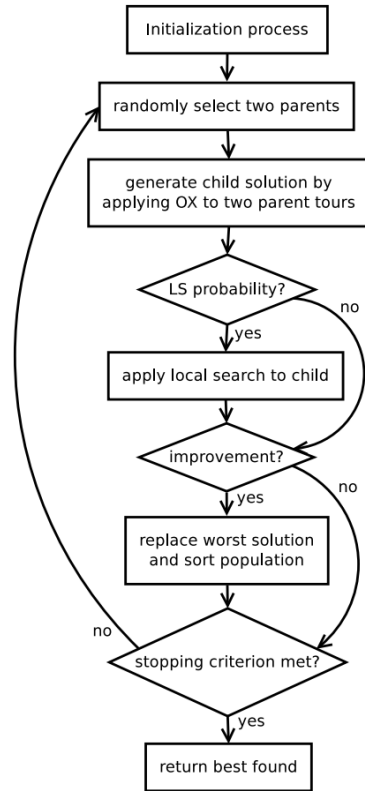 Initialization process
randomly select two parents
generate child solution by
applying OX to two parent tours
LS probability?
no
yes
apply local search to child
improvement?
no
yes
replace worst solution
and sort population
no
stopping criterion met?
yes
return best found